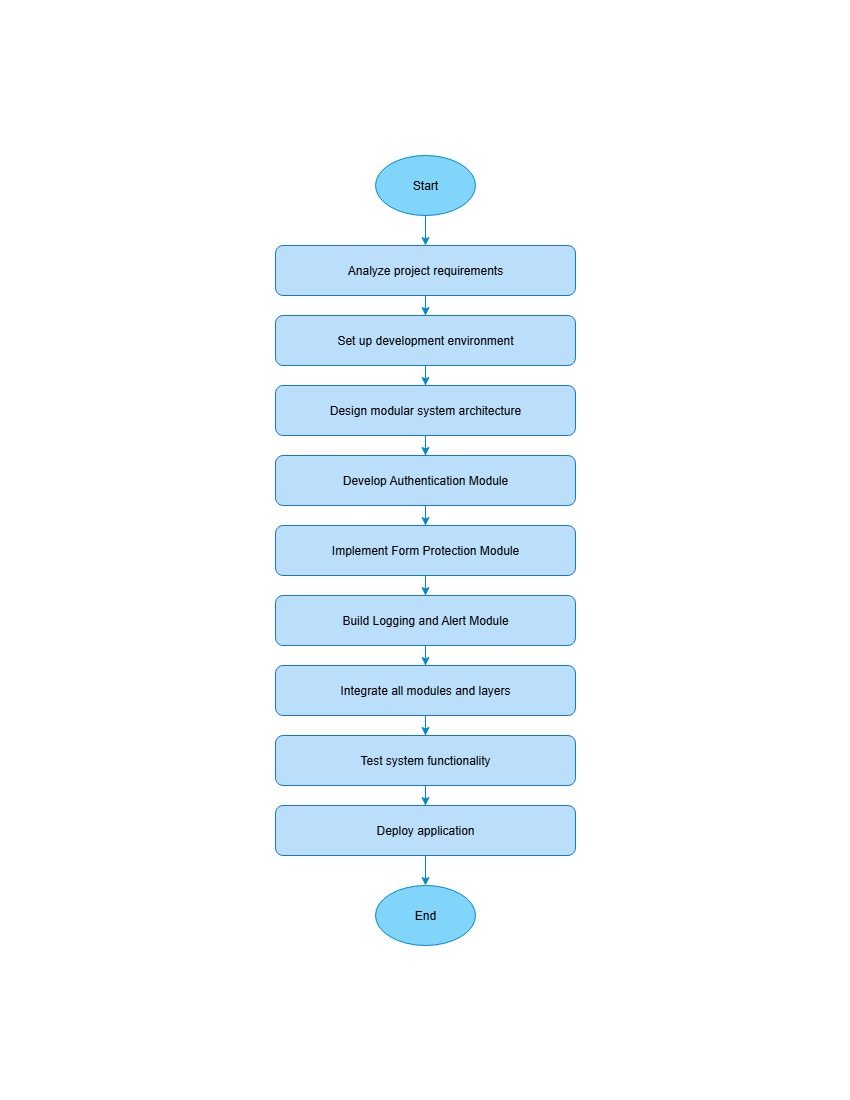 Start
Analyze project requirements
Set up development environment
Design modular system architecture
Develop Authentication Module
Implement Form Protection Module
Build Logging and Alert Module
Integrate all modules and layers
Test system functionality
Deploy application
End